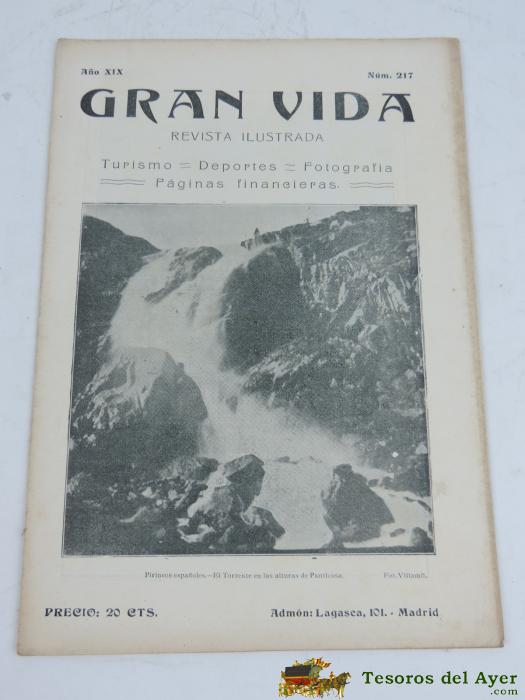 Año XIX Núm. 217
GRAN VIDA
REVISTA ILUSTRADA
Turismo = Deportes = Fotografia
Páginas financieras.
Pirineos españoles.—El Torrente en las alturas de Panticosa. Fot. Villamil.
PRECIO: 20 CTS. Admón: Lagasca, 101. - Madrid
Tesoros del Ayer
.com